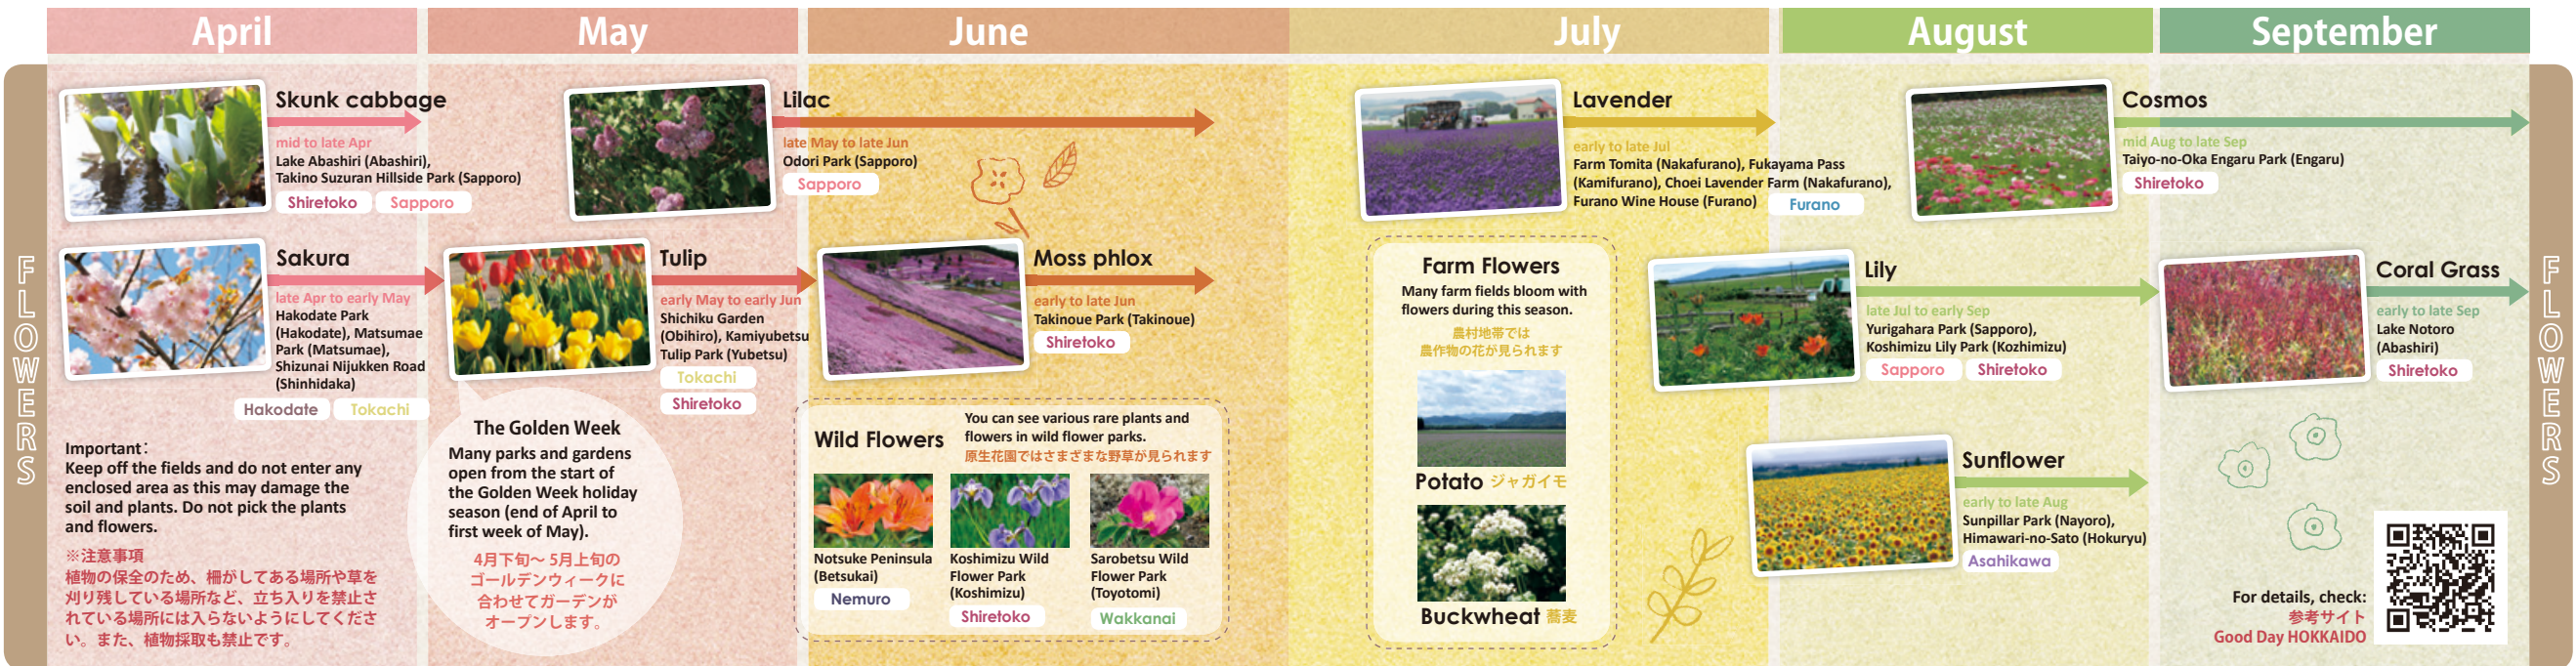 April
May
June
July
August
September
FLOWERS
Skunk cabbage
mid to late Apr
Lake Abashiri (Abashiri),
Takino Suzuran Hillside Park (Sapporo)
Shiretoko
Sapporo
Sakura
late Apr to early May
Hakodate Park
(Hakodate), Matsumae
Park (Matsumae),
Shizunai Nijukken Road
(Shinhidaka)
Hakodate
Tokachi
Important:
Keep off the fields and do not enter any
enclosed area as this may damage the
soil and plants. Do not pick the plants
and flowers.
※注意事項
植物の保全のため、柵がしてある場所や草を
刈り残している場所など、立ち入りを禁止さ
れている場所には入らないようにしてくださ
い。また、植物採取も禁止です。
Lilac
late May to late Jun
Odori Park (Sapporo)
Sapporo
Tulip
early May to early Jun
Shichiku Garden
(Obihiro), Kamiyubetsu
Tulip Park (Yubetsu)
Tokachi
Shiretoko
The Golden Week
Many parks and gardens
open from the start of
the Golden Week holiday
season (end of April to
first week of May).
4月下旬～5月上旬の
ゴールデンウィークに
合わせてガーデンが
オープンします。
Moss phlox
early to late Jun
Takinoue Park (Takinoue)
Shiretoko
Wild Flowers
You can see various rare plants and
flowers in wild flower parks.
原生花園ではさまざまな野草が見られます
Notsuke Peninsula
(Betsukai)
Nemuro
Koshimizu Wild
Flower Park
(Koshimizu)
Shiretoko
Sarobetsu Wild
Flower Park
(Toyotomi)
Wakkanai
Lavender
early to late Jul
Farm Tomita (Nakafurano), Fukayama Pass
(Kamifurano), Choei Lavender Farm (Nakafurano),
Furano Wine House (Furano)
Furano
Farm Flowers
Many farm fields bloom with
flowers during this season.
農村地帯では
農作物の花が見られます
Potato ジャガイモ
Buckwheat 蕎麦
Lily
late Jul to early Sep
Yurigahara Park (Sapporo),
Koshimizu Lily Park (Kozhimizu)
Sapporo
Shiretoko
Sunflower
early to late Aug
Sunpillar Park (Nayoro),
Himawari-no-Sato (Hokuryu)
Asahikawa
Cosmos
mid Aug to late Sep
Taiyo-no-Oka Engaru Park (Engaru)
Shiretoko
Coral Grass
early to late Sep
Lake Notoro
(Abashiri)
Shiretoko
For details, check:
参考サイト
Good Day HOKKAIDO
FLOWERS